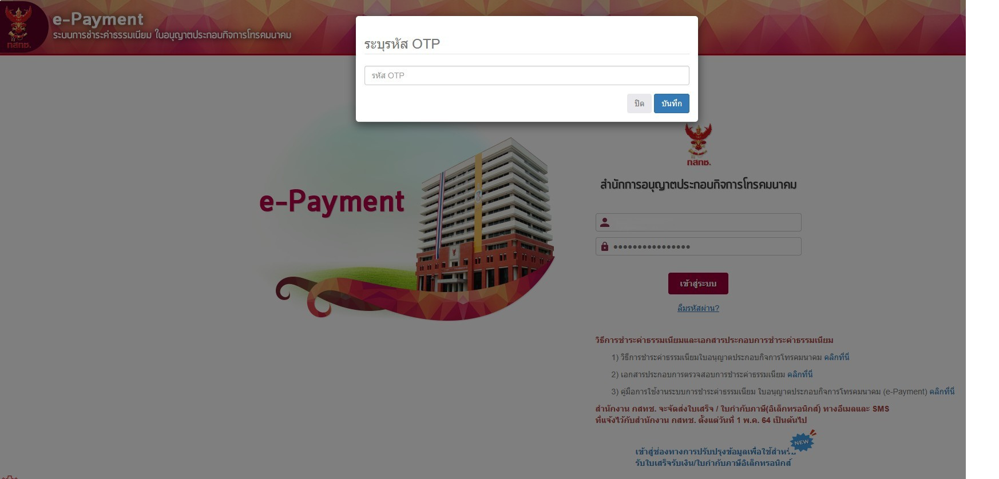 e-Payment
ระบบการชำระค่าธรรมเนียม ใบอนุญาตประกอบกิจการโทรคมนาคม
กสทช.
ระบุรหัส OTP
รหัส OTP
ปิด
บันทึก
e-Payment
กสทช.
สำนักการอนุญาตประกอบกิจการโทรคมนาคม
เข้าสู่ระบบ
ลืมรหัสผ่าน?
วิธีการชำระค่าธรรมเนียมและเอกสารประกอบการชำระค่าธรรมเนียม
1) วิธีการชำระค่าธรรมเนียมใบอนุญาตประกอบกิจการโทรคมนาคม คลิกที่นี่
2) เอกสารประกอบการตรวจสอบการชำระค่าธรรมเนียม คลิกที่นี่
3) คู่มือการใช้งานระบบการชำระค่าธรรมเนียม ใบอนุญาตประกอบกิจการโทรคมนาคม (e-Payment) คลิกที่นี่
สำนักงาน กสทช. จะจัดส่งใบเสร็จ / ใบกำกับภาษี(อิเล็กทรอนิกส์) ทางอีเมลและ SMS
ที่แจ้งไว้กับสำนักงาน กสทช. ตั้งแต่วันที่ 1 พ.ค. 64 เป็นต้นไป
NEW
เข้าสู่ช่องทางการปรับปรุงข้อมูลเพื่อใช้สำหรับ
รับใบเสร็จรับเงิน/ใบกำกับภาษีอิเล็กทรอนิกส์